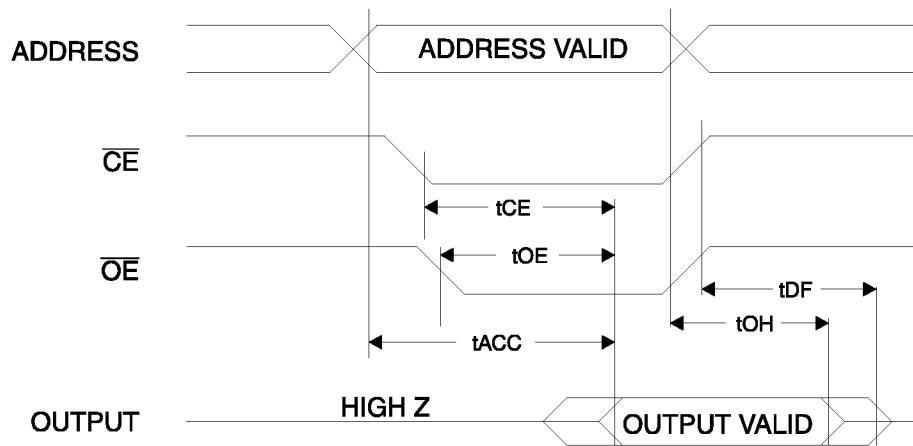 ADDRESS
ADDRESS VALID
CE
tCE
OE
tOE
tDF
tOH
tACC
HIGH Z
OUTPUT
OUTPUT VALID